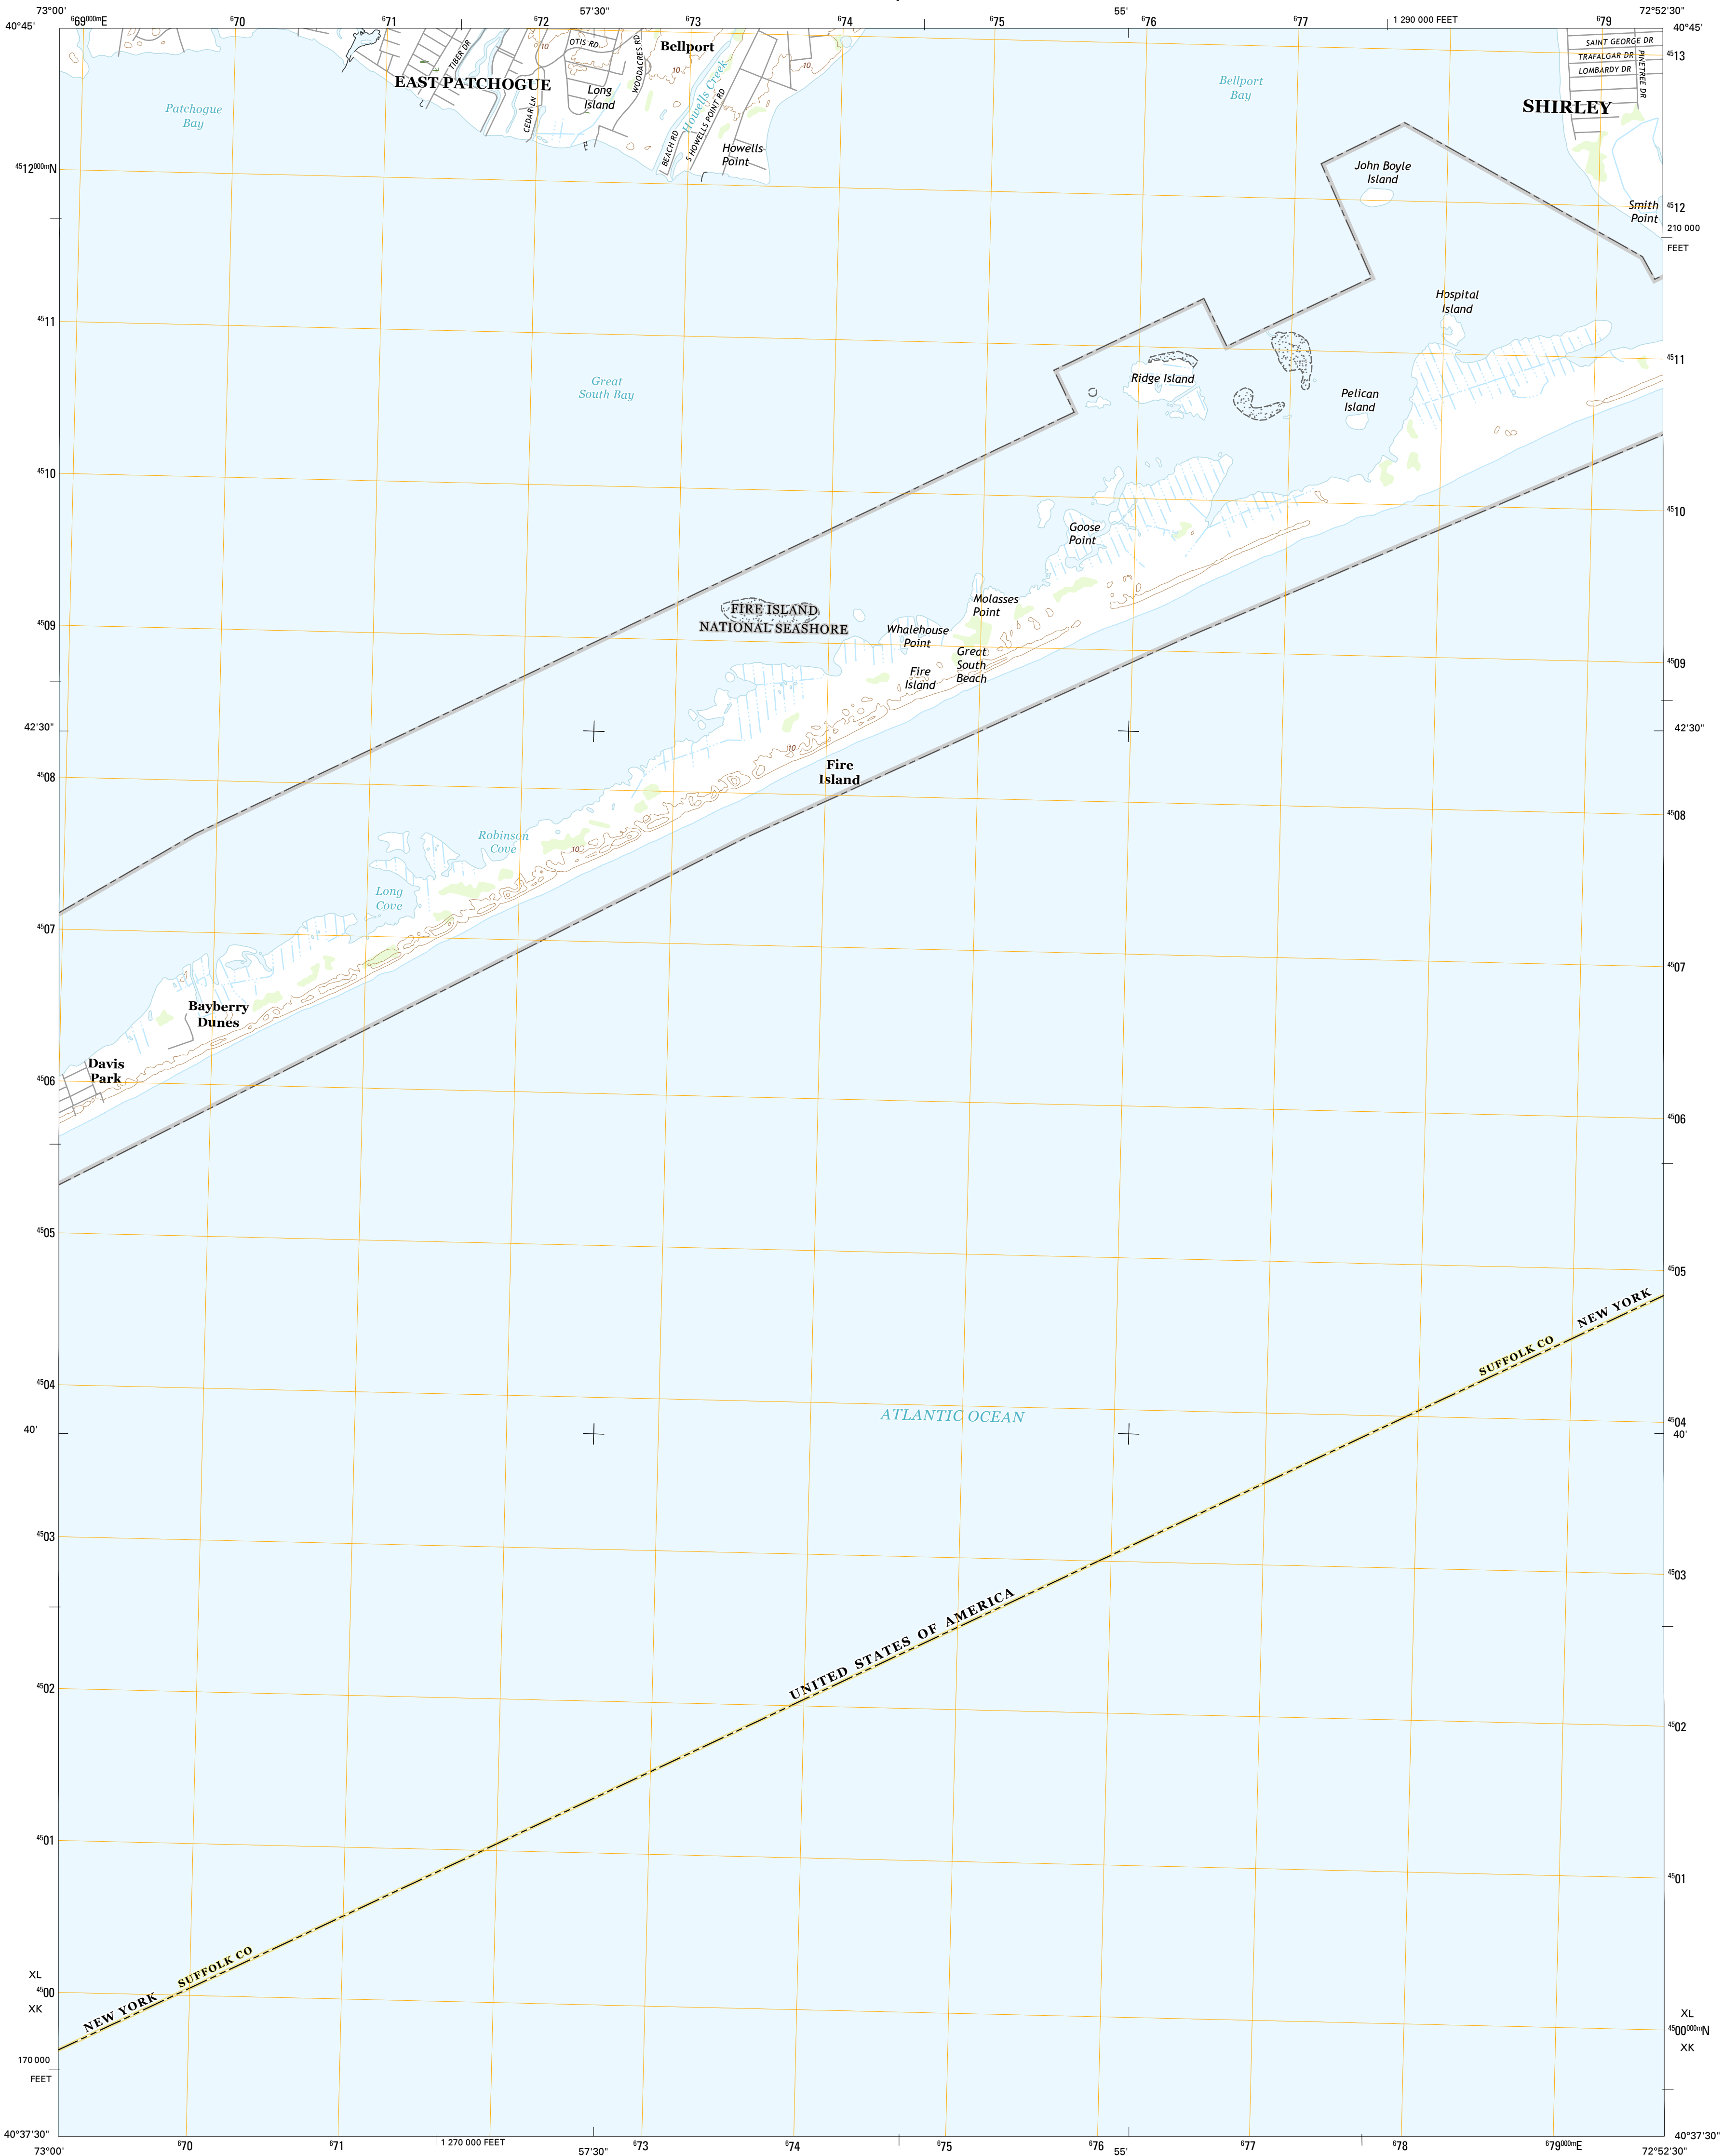 73°00'
⁶69⁰⁰⁰ᵐE
⁶70
⁶71
⁶72
57'30"
⁶73
⁶74
⁶75
55'
⁶76
⁶77
1 290 000 FEET
⁶79
72°52'30"
40°45'
40°45'
OTIS RD
TIBER DR
WOODACRES RD
CEDAR LN
Bellport
EAST PATCHOGUE
Long
Island
Howells Creek
BEACH RD
S HOWELLS POINT RD
Howells
Point
10
10
10
Patchogue
Bay
Bellport
Bay
SAINT GEORGE DR
TRAFALGAR DR
LOMBARDY DR
PINETREE DR
SHIRLEY
⁴⁵13
⁴⁵12⁰⁰⁰ᵐN
John Boyle
Island
Smith
Point
⁴⁵12
210 000
FEET
Hospital
Island
⁴⁵11
⁴⁵11
Great
South Bay
Ridge Island
Pelican
Island
⁴⁵10
⁴⁵10
Goose
Point
Molasses
Point
FIRE ISLAND
NATIONAL SEASHORE
Whalehouse
Point
Great
South
Beach
Fire
Island
⁴⁵09
⁴⁵09
42'30"
42'30"
10
Fire
Island
⁴⁵08
⁴⁵08
Robinson
Cove
10
Long
Cove
⁴⁵07
⁴⁵07
Bayberry
Dunes
Davis
Park
⁴⁵06
⁴⁵06
⁴⁵05
⁴⁵05
NEW YORK
SUFFOLK CO
⁴⁵04
ATLANTIC OCEAN
⁴⁵04
40'
40'
⁴⁵03
⁴⁵03
UNITED STATES OF AMERICA
⁴⁵02
⁴⁵02
⁴⁵01
⁴⁵01
SUFFOLK CO
NEW YORK
XL
⁴⁵00
XK
XL
⁴⁵00⁰⁰⁰ᵐN
XK
170 000
FEET
40°37'30"
40°37'30"
73°00'
⁶70
⁶71
1 270 000 FEET
57'30"
⁶73
⁶74
⁶75
⁶76
55'
⁶77
⁶78
⁶79⁰⁰⁰ᵐE
72°52'30"